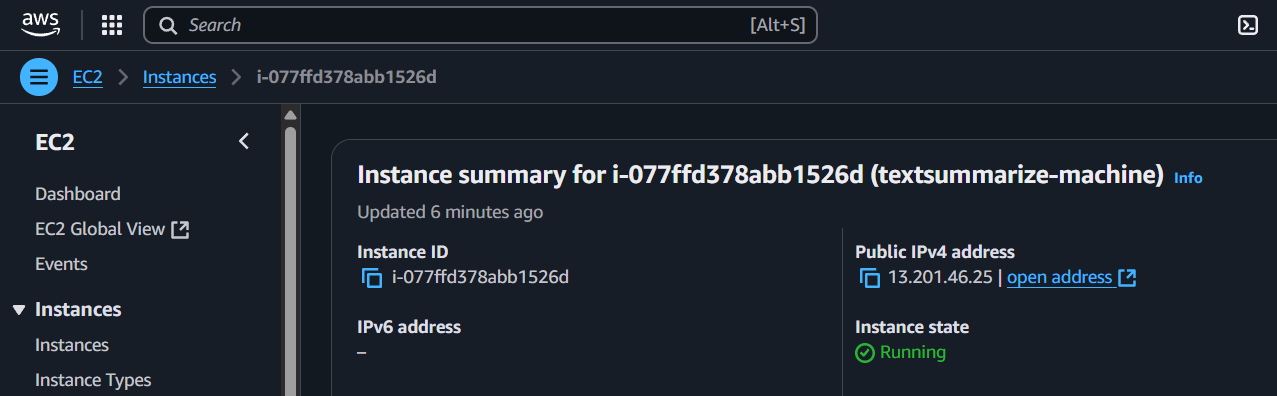 aws
Search [Alt+S]
EC2 Instances i-077ffd378abb1526d
EC2
Dashboard
EC2 Global View
Events
Instances
Instances
Instance Types
Instance summary for i-077ffd378abb1526d (textsummarize-machine) Info
Updated 6 minutes ago
Instance ID
i-077ffd378abb1526d
Public IPv4 address
13.201.46.25 | open address
IPv6 address
–
Instance state
Running